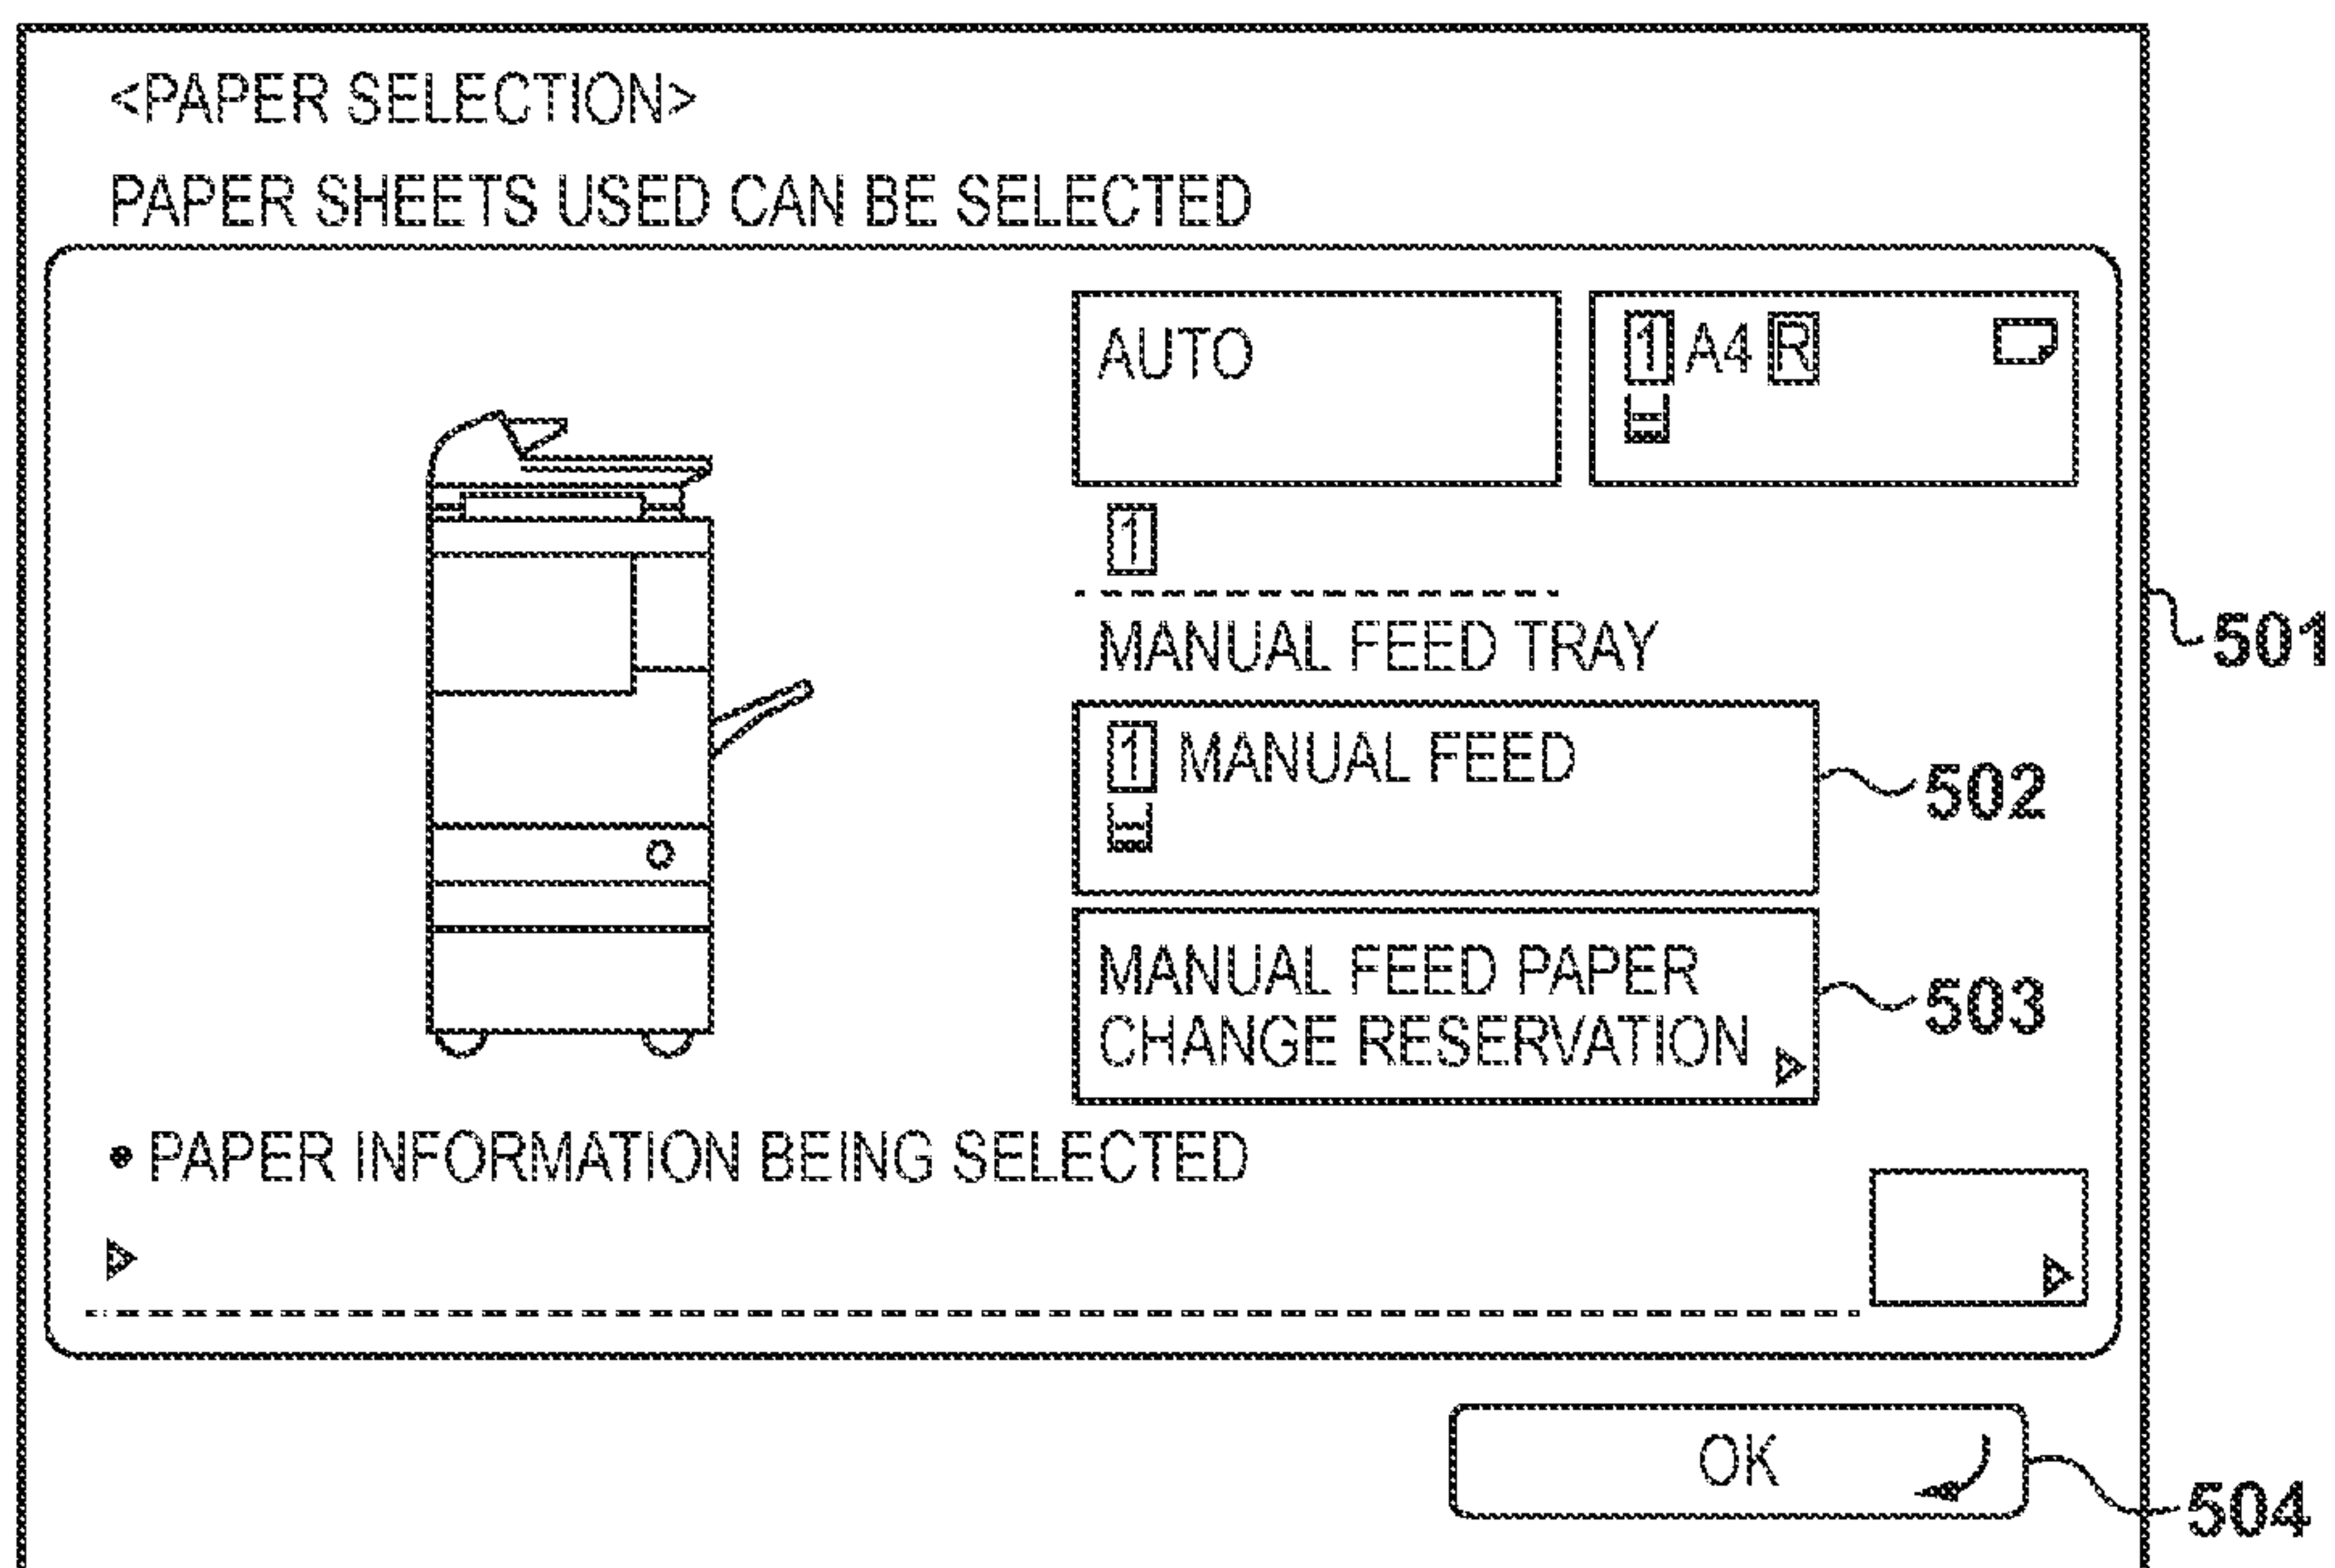 <PAPER SELECTION>
PAPER SHEETS USED CAN BE SELECTED
AUTO
1 A4 R
1
MANUAL FEED TRAY
501
1 MANUAL FEED
502
MANUAL FEED PAPER
CHANGE RESERVATION
503
• PAPER INFORMATION BEING SELECTED
OK
504